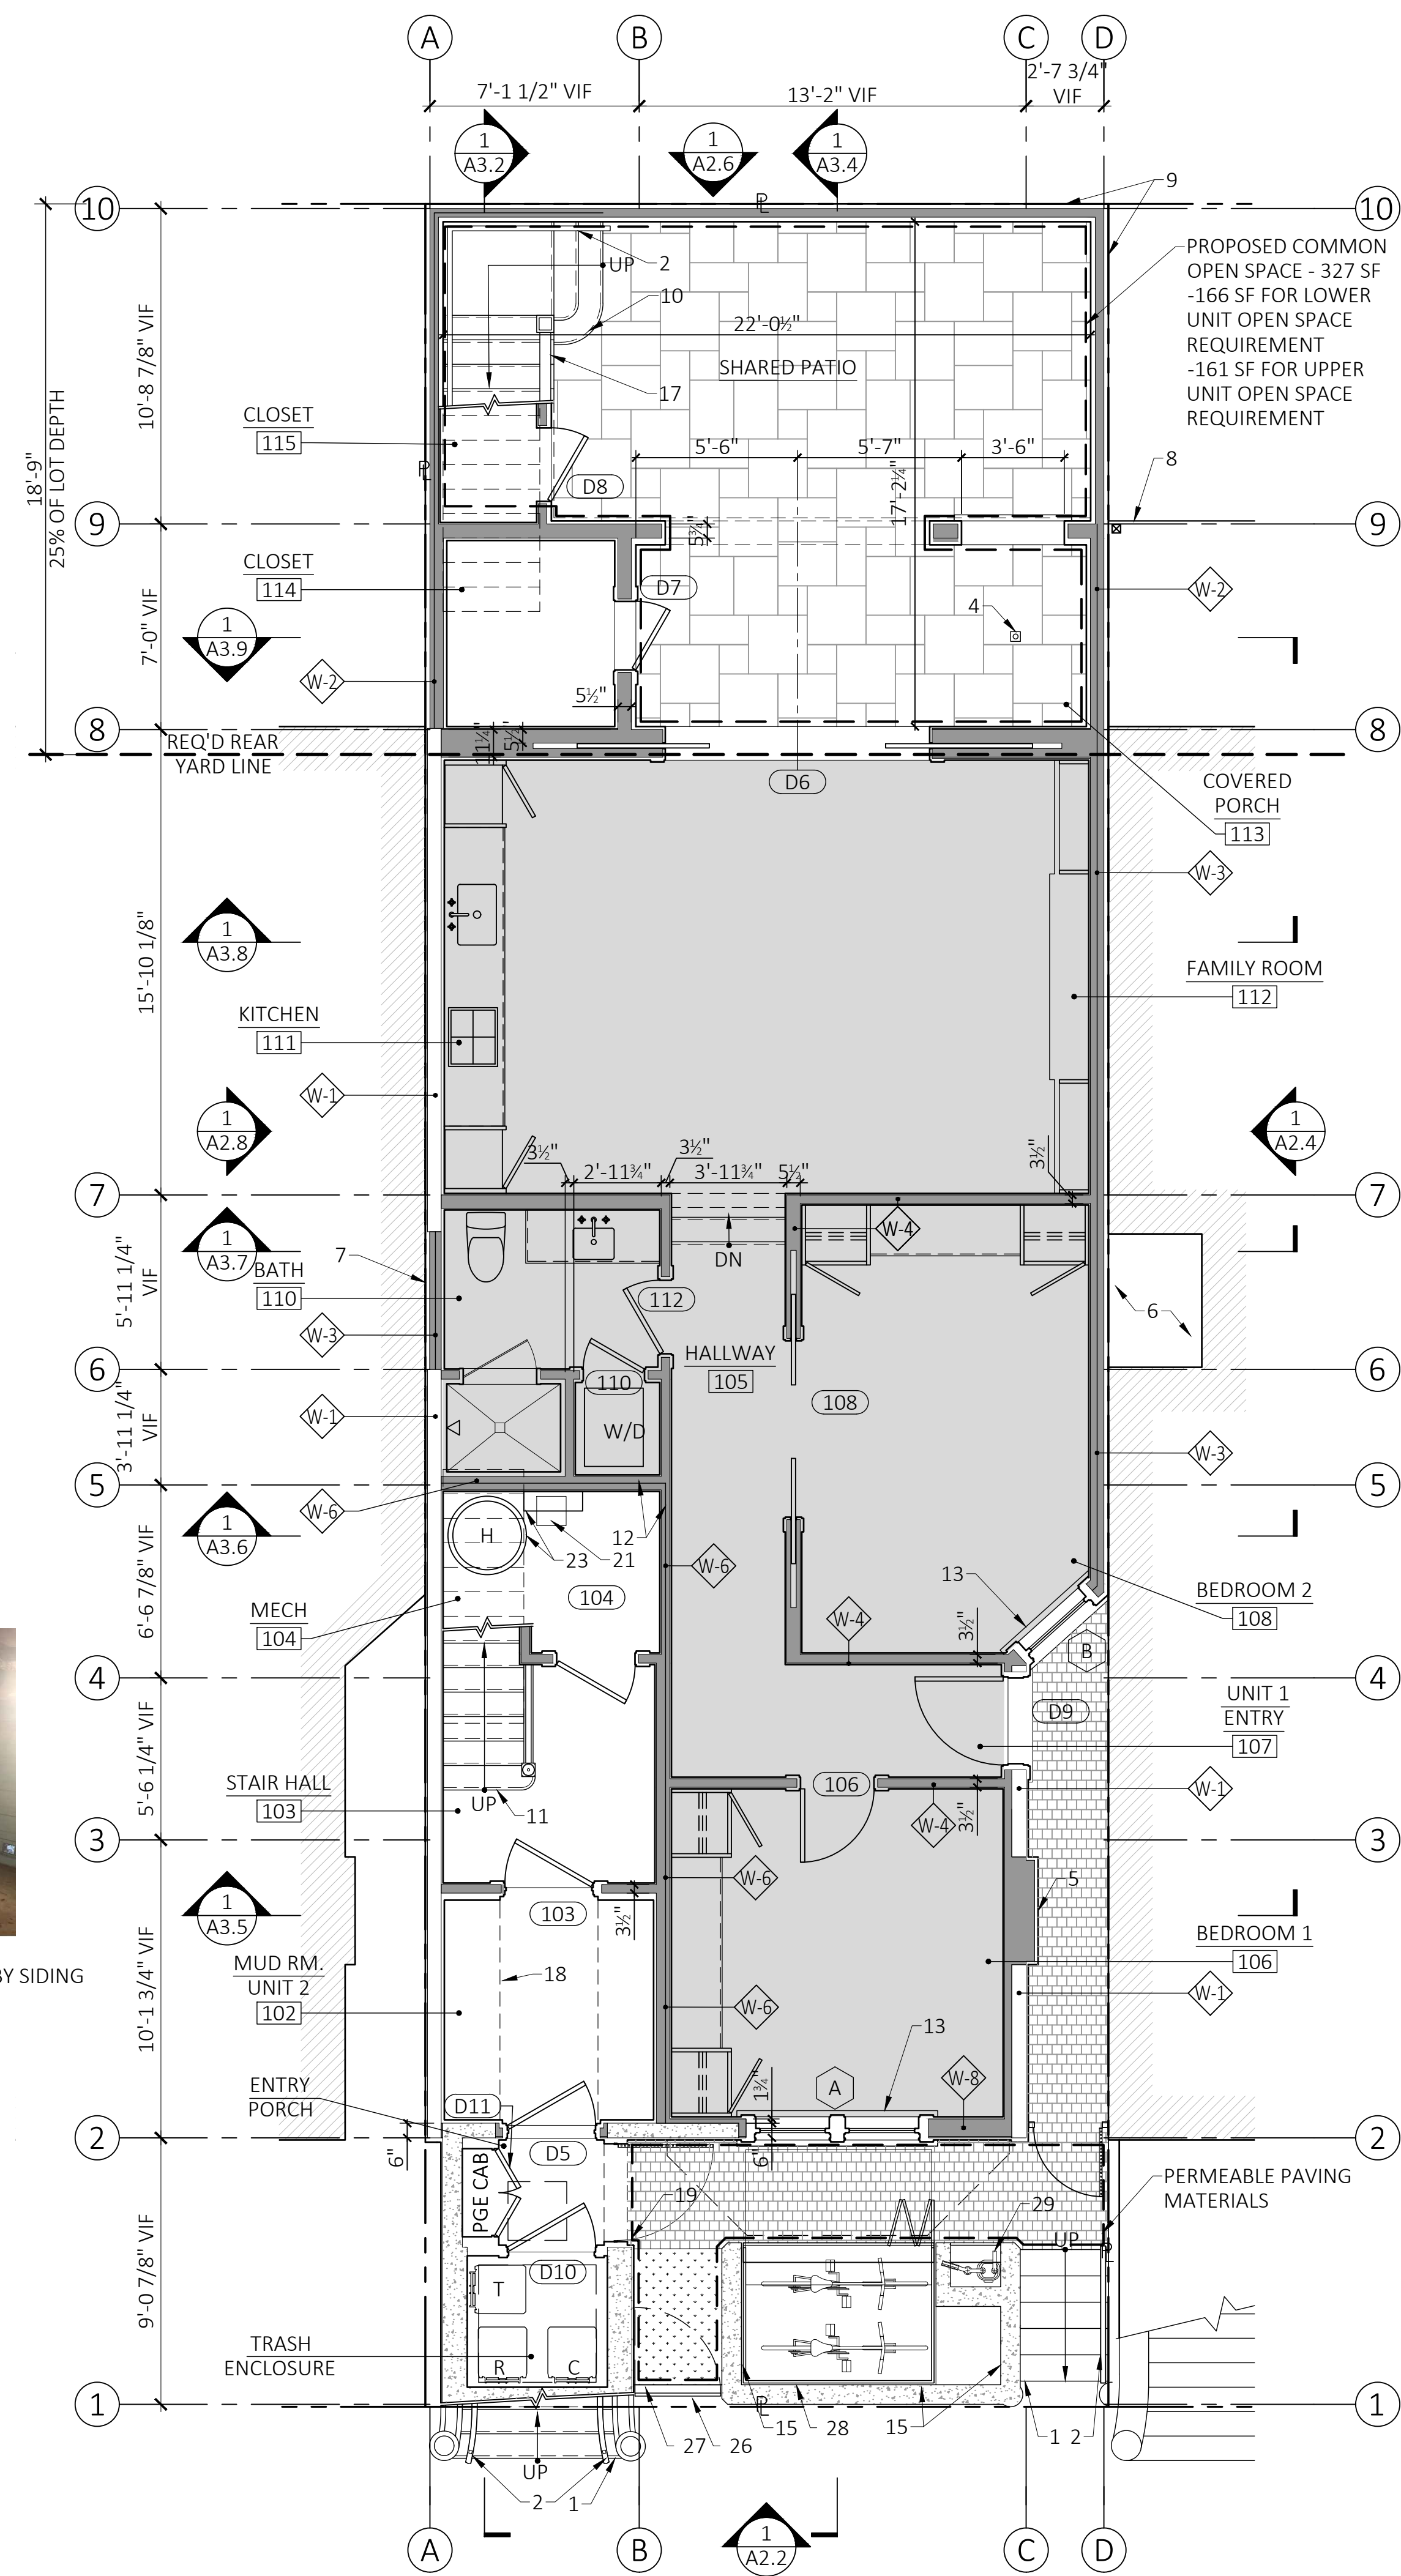 A
B
C
D
7'-1 1/2" VIF
13'-2" VIF
2'-7 3/4"
VIF
1
A3.2
1
A2.6
1
A3.4
10
10
9
PROPOSED COMMON
OPEN SPACE - 327 SF
-166 SF FOR LOWER
UNIT OPEN SPACE
REQUIREMENT
-161 SF FOR UPPER
UNIT OPEN SPACE
REQUIREMENT
18'-9"
25% OF LOT DEPTH
10'-8 7/8" VIF
UP
2
10
22'-0½"
SHARED PATIO
17
CLOSET
115
5'-6"
5'-7"
3'-6"
17'-2¼"
D8
8
9
9
5¾"
CLOSET
114
D7
4
W-2
7'-0" VIF
1
A3.9
W-2
5½"
8
8
REQ'D REAR
YARD LINE
1¼"
5½"
D6
COVERED
PORCH
113
W-3
15'-10 1/8"
1
A3.8
FAMILY ROOM
112
KITCHEN
111
W-1
1
A2.8
1
A2.4
3½"
2'-11¾"
3½"
3'-11¾"
5½"
3½"
7
7
W-4
1
A3.7
DN
7
BATH
110
5'-11 1/4"
VIF
112
6
W-3
HALLWAY
105
6
6
110
108
3'-11 1/4"
VIF
W-1
W/D
W-3
5
5
W-6
1
A3.6
H
12
23
21
W-6
104
13
6'-6 7/8" VIF
MECH
104
BEDROOM 2
108
W-4
3½"
B
4
4
D9
UNIT 1
ENTRY
107
5'-6 1/4" VIF
STAIR HALL
103
UP
11
106
W-1
W-4
3½"
3
3
W-6
5
1
A3.5
103
3½"
BEDROOM 1
106
BY SIDING
MUD RM.
UNIT 2
102
18
W-1
W-6
10'-1 3/4" VIF
13
W-8
A
1¾"
ENTRY
PORCH
D11
2
2
6"
D5
6"
PGE CAB
19
29
PERMEABLE PAVING
MATERIALS
UP
9'-0 7/8" VIF
D10
T
R
C
TRASH
ENCLOSURE
1
1
15
28
15
1
2
27
26
UP
2
1
1
A2.2
A
B
C
D